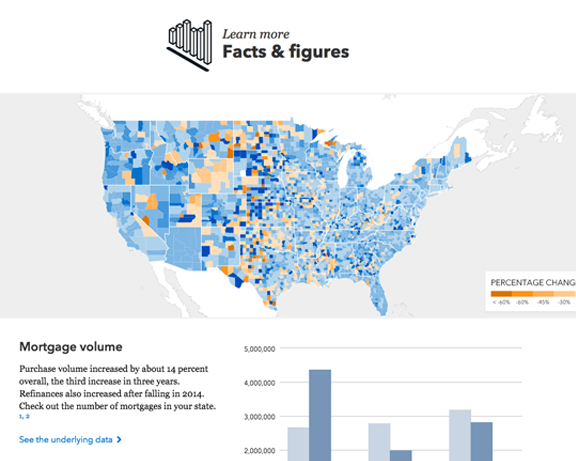 Learn more
Facts & figures
PERCENTAGE CHANG
< -60% -60% -45% -30%
Mortgage volume
Purchase volume increased by about 14 percent
overall, the third increase in three years.
Refinances also increased after falling in 2014.
Check out the number of mortgages in your state.
1, 2
See the underlying data
5,000,000
4,000,000
3,000,000
2,000,000